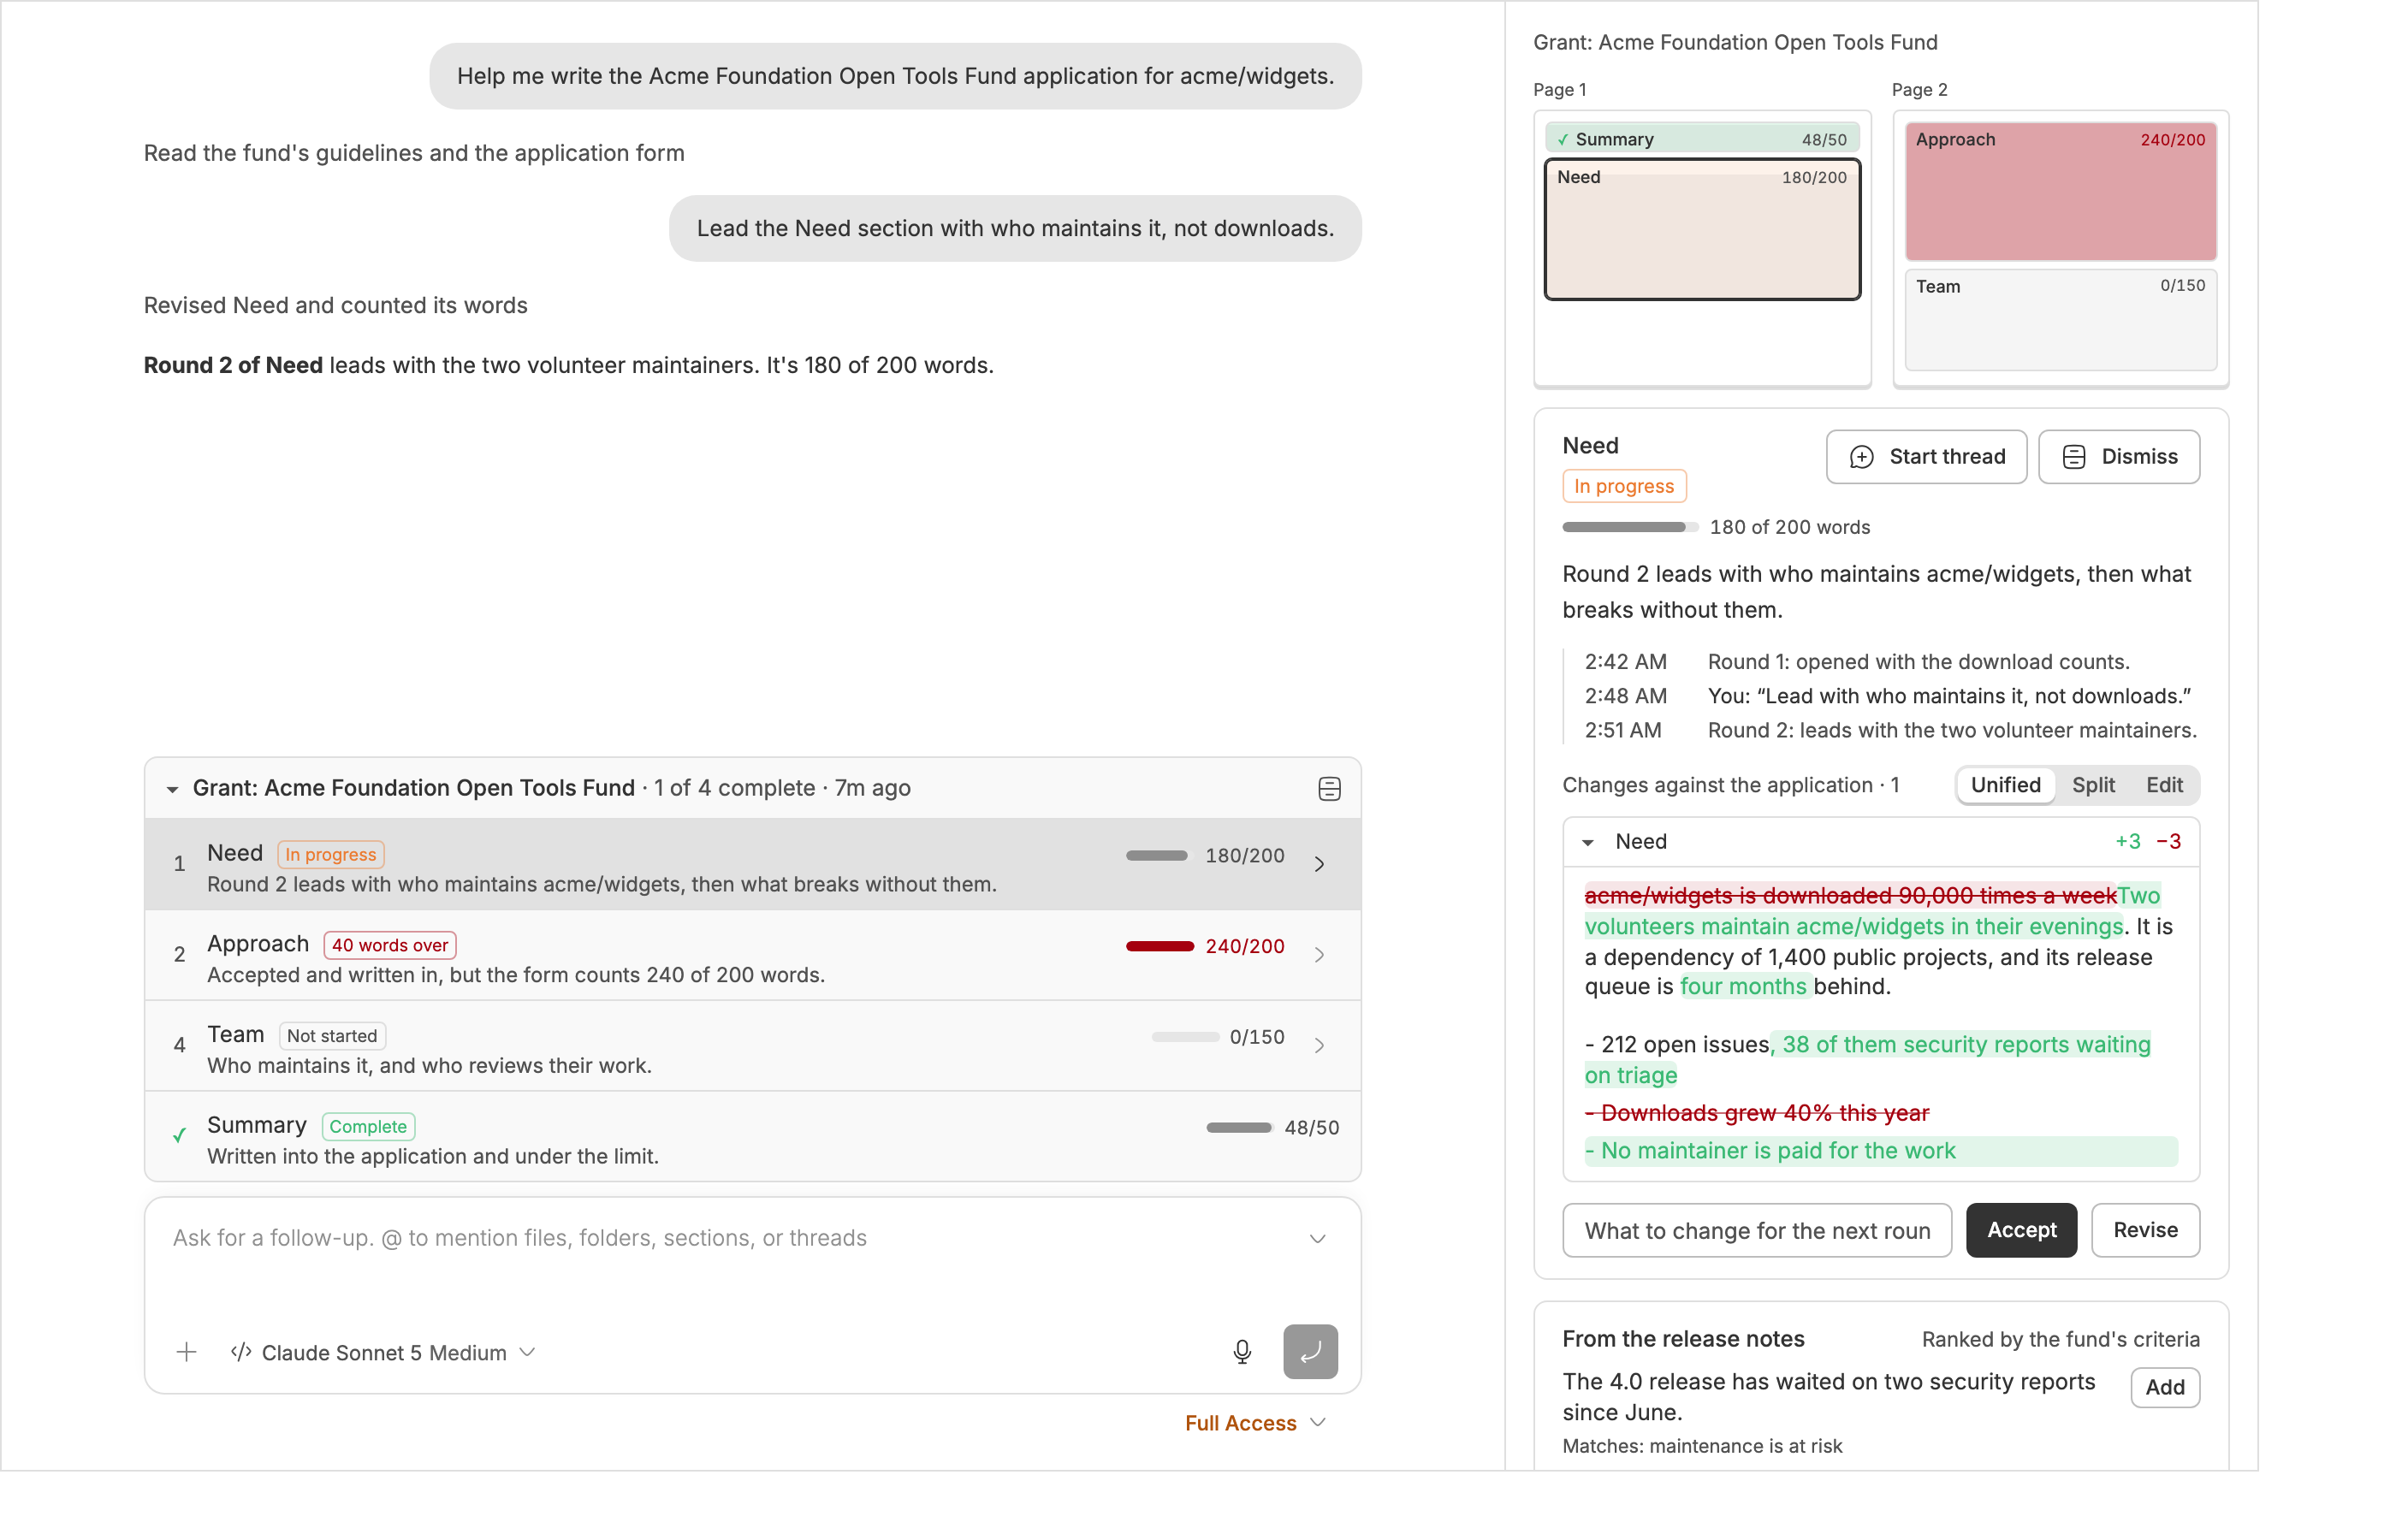 Help me write the Acme Foundation Open Tools Fund application for acme/widgets.
Read the fund's guidelines and the application form
Lead the Need section with who maintains it, not downloads.
Revised Need and counted its words
Round 2 of Need leads with the two volunteer maintainers. It's 180 of 200 words.
Grant: Acme Foundation Open Tools Fund · 1 of 4 complete · 7m ago
1 Need In progress 180/200
Round 2 leads with who maintains acme/widgets, then what breaks without them.
2 Approach 40 words over 240/200
Accepted and written in, but the form counts 240 of 200 words.
4 Team Not started 0/150
Who maintains it, and who reviews their work.
✓ Summary Complete 48/50
Written into the application and under the limit.
Ask for a follow-up. @ to mention files, folders, sections, or threads
Claude Sonnet 5 Medium
Full Access
Grant: Acme Foundation Open Tools Fund
Page 1
✓ Summary 48/50
Need 180/200
Page 2
Approach 240/200
Team 0/150
Need
Start thread
Dismiss
In progress
180 of 200 words
Round 2 leads with who maintains acme/widgets, then what
breaks without them.
2:42 AM Round 1: opened with the download counts.
2:48 AM You: “Lead with who maintains it, not downloads.”
2:51 AM Round 2: leads with the two volunteer maintainers.
Changes against the application · 1
Unified Split Edit
Need +3 −3
acme/widgets is downloaded 90,000 times a weekTwo
volunteers maintain acme/widgets in their evenings. It is
a dependency of 1,400 public projects, and its release
queue is four months behind.
- 212 open issues, 38 of them security reports waiting
on triage
- Downloads grew 40% this year
- No maintainer is paid for the work
What to change for the next roun
Accept
Revise
From the release notes Ranked by the fund's criteria
The 4.0 release has waited on two security reports
since June.
Add
Matches: maintenance is at risk